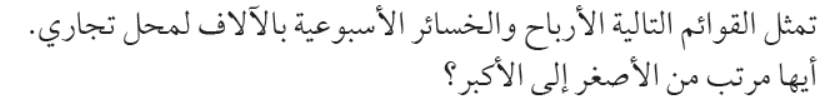 تمثل القوائم التالية الأرباح والخسائر الأسبوعية بالآلاف لمحل تجاري.
أيها مرتب من الأصغر إلى الأكبر؟